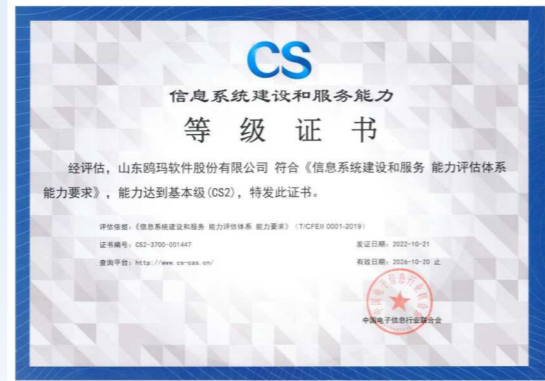 CS
信息系统建设和服务能力
等级证书
经评估，山东鸥玛软件股份有限公司 符合《信息系统建设和服务 能力评估体系
能力要求》，能力达到基本级(CS2)，特发此证书。
评估依据：《信息系统建设和服务 能力评估体系 能力要求》（T/CFEII 0001-2019）
证书编号：CS2-3700-001447
发证日期：2022-10-21
查询平台：http://www.cs-cas.cn/
有效日期：2026-10-20 止
中国电子信息行业联合会